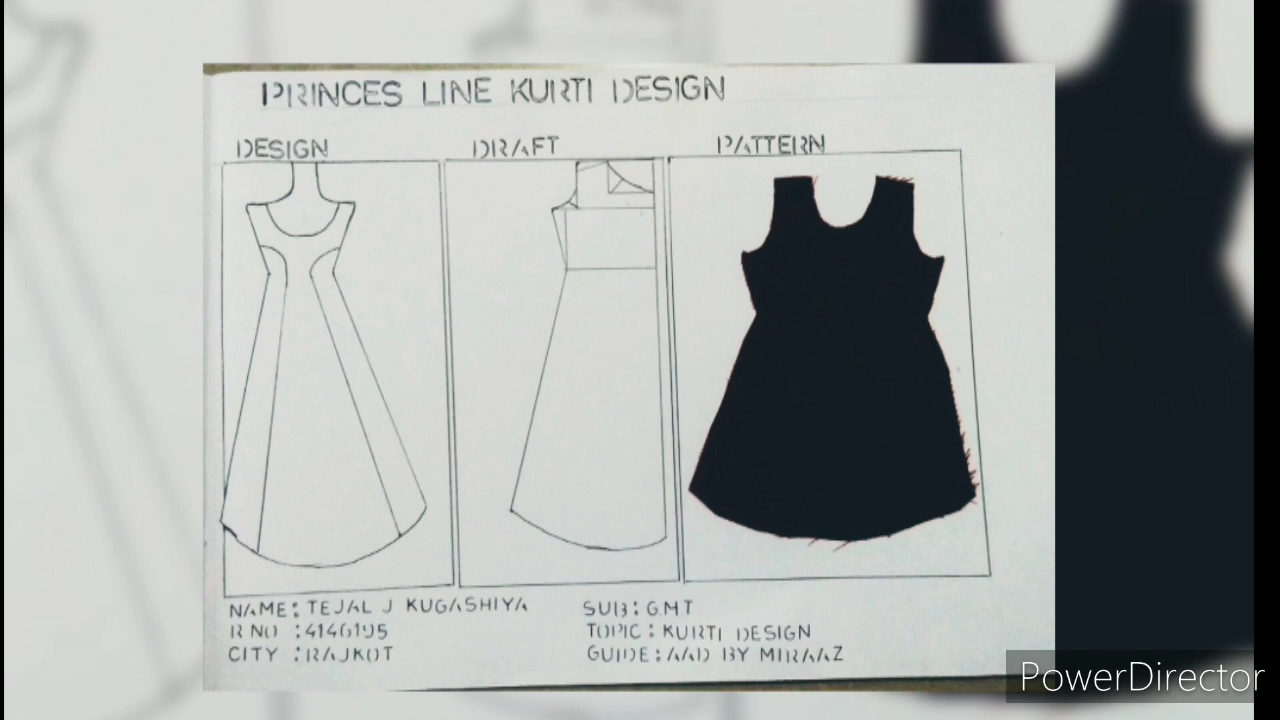 PRINCES LINE KURTI DESIGN
DESIGN DRAFT PATTERN
NAME: TEJAL J KUGASHIYA
R NO : 4146195
CITY : RAJKOT
SUB: GMT
TOPIC: KURTI DESIGN
GUIDE: AAD BY MIRAAZ
PowerDirector